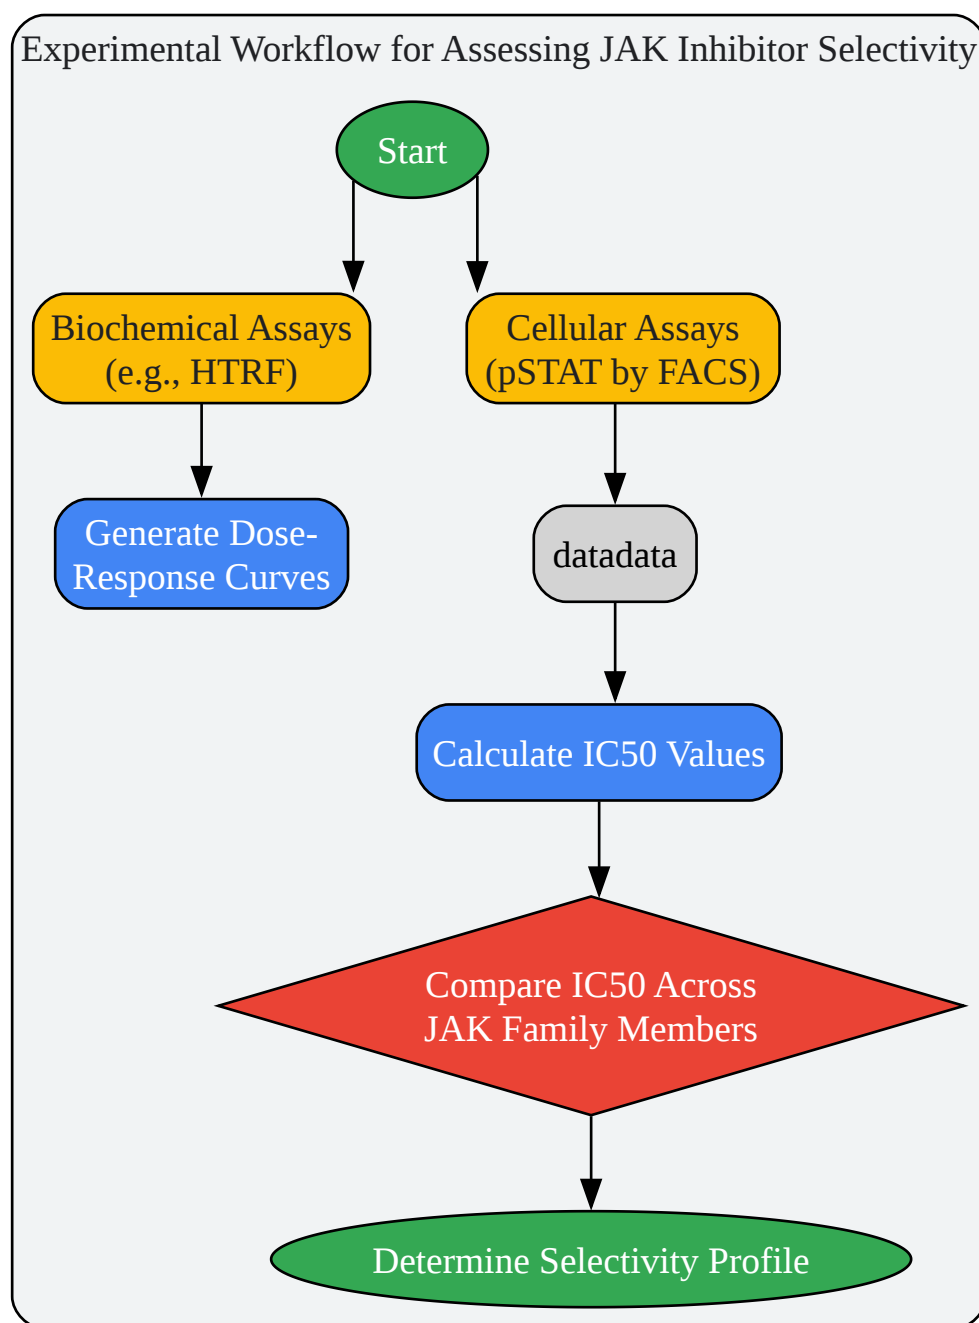 Experimental Workflow for Assessing JAK Inhibitor Selectivity
Start
Biochemical Assays
(e.g., HTRF)
Cellular Assays
(pSTAT by FACS)
Generate Dose-
Response Curves
datadata
Calculate IC50 Values
Compare IC50 Across
JAK Family Members
Determine Selectivity Profile